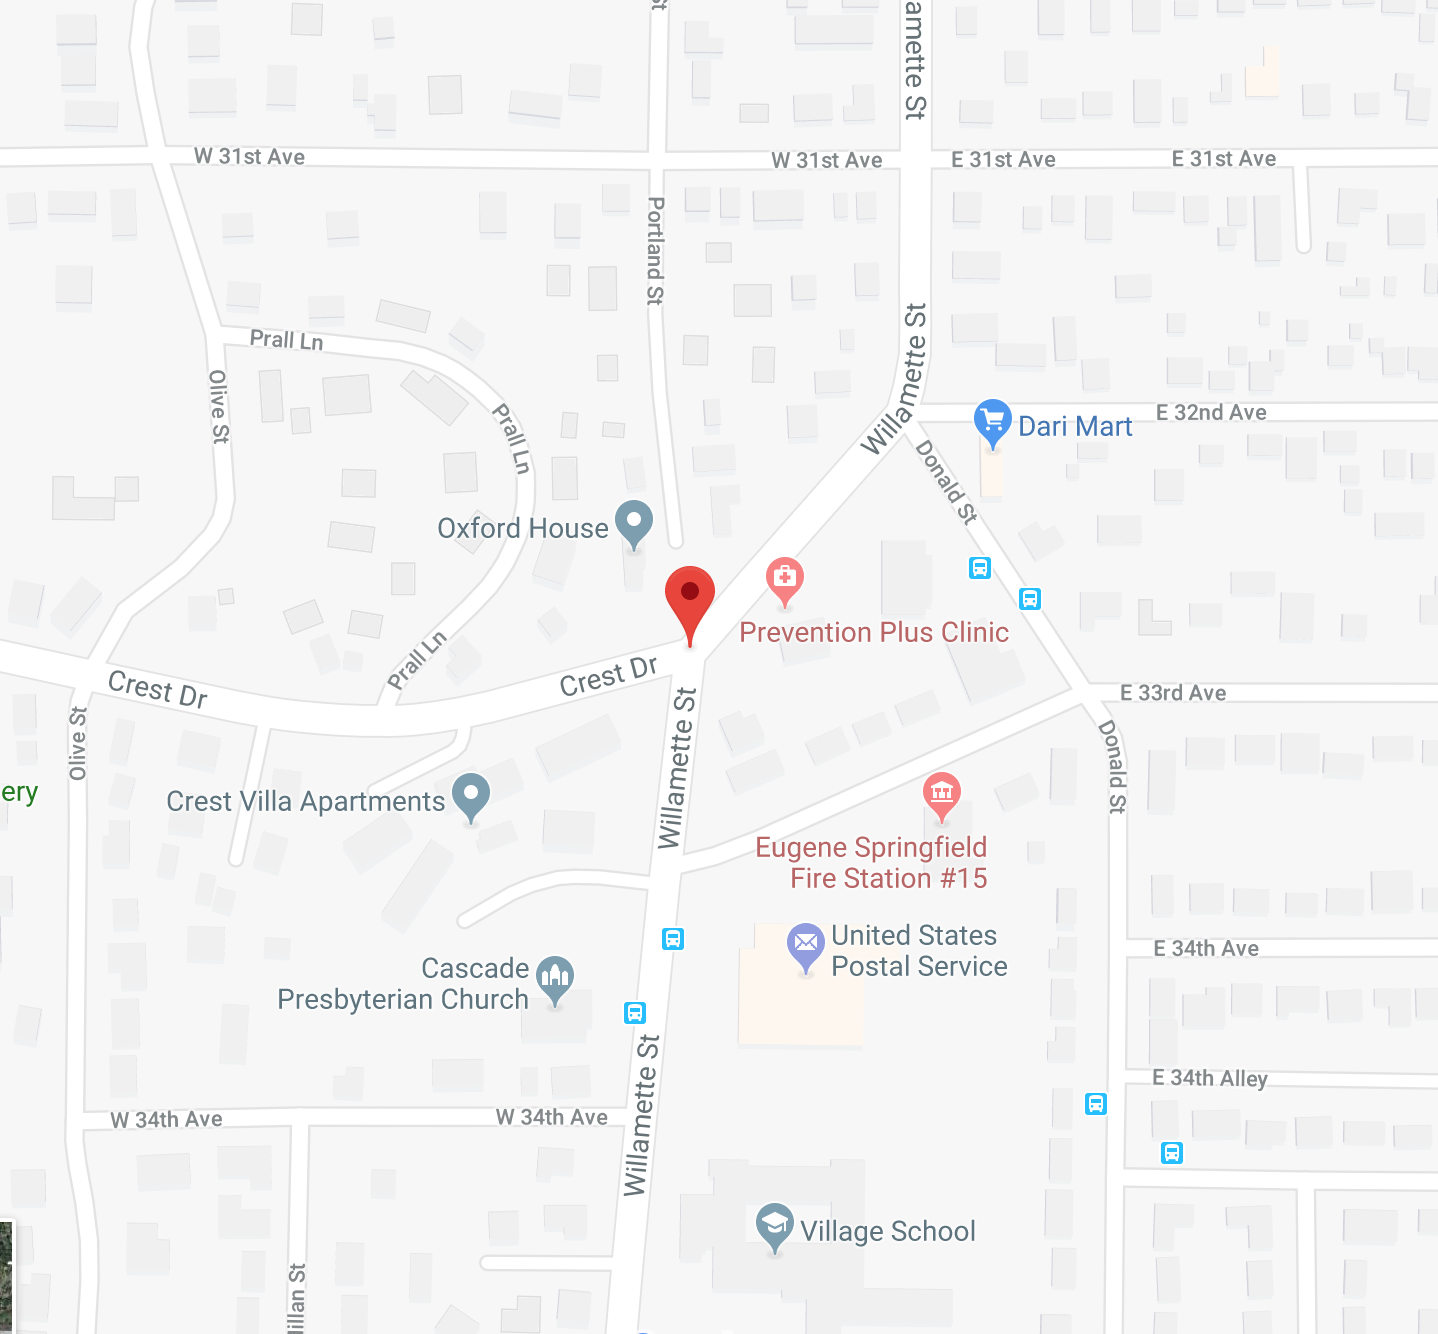 St
amette St
W 31st Ave
W 31st Ave
E 31st Ave
E 31st Ave
Portland St
Willamette St
Prall Ln
Olive St
Prall Ln
E 32nd Ave
Dari Mart
Donald St
Oxford House
Prevention Plus Clinic
Prall Ln
Crest Dr
Crest Dr
E 33rd Ave
Olive St
Willamette St
Donald St
ery
Crest Villa Apartments
Eugene Springfield
Fire Station #15
United States
Postal Service
E 34th Ave
Cascade
Presbyterian Church
Willamette St
E 34th Alley
W 34th Ave
W 34th Ave
Village School
illan St